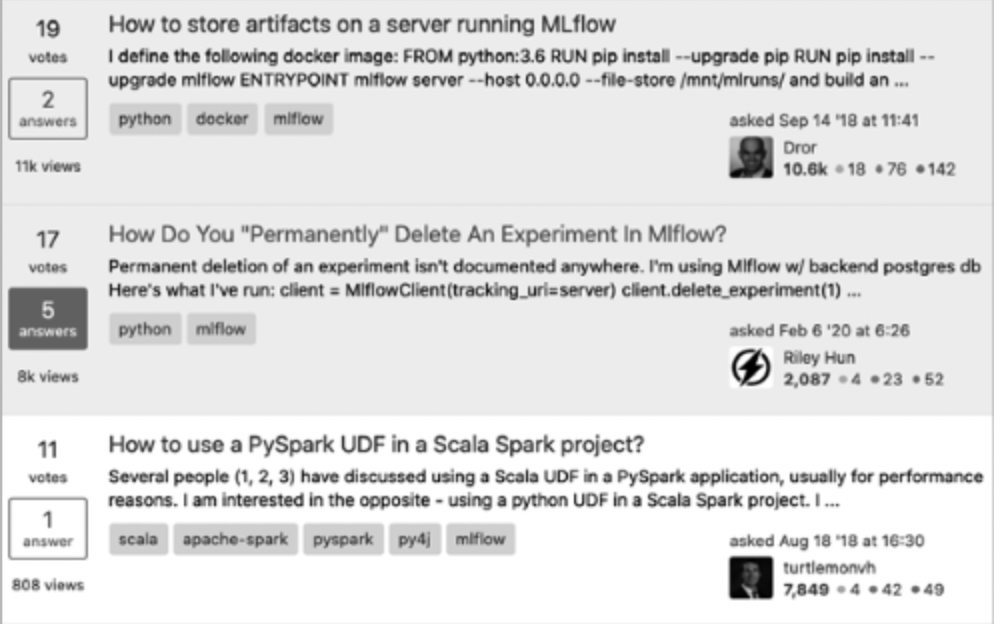 19
votes
2
answers
11k views
How to store artifacts on a server running MLflow
I define the following docker image: FROM python:3.6 RUN pip install --upgrade pip RUN pip install --
upgrade mlflow ENTRYPOINT mlflow server --host 0.0.0.0 --file-store /mnt/mlruns/ and build an ...
python docker mlflow
asked Sep 14 '18 at 11:41
Dror
10.6k 18 76 142
17
votes
5
answers
8k views
How Do You "Permanently" Delete An Experiment In Mlflow?
Permanent deletion of an experiment isn't documented anywhere. I'm using Mlflow w/ backend postgres db
Here's what I've run: client = MlflowClient(tracking_uri=server) client.delete_experiment(1) ...
python mlflow
asked Feb 6 '20 at 6:26
Riley Hun
2,087 4 23 52
11
votes
1
answer
808 views
How to use a PySpark UDF in a Scala Spark project?
Several people (1, 2, 3) have discussed using a Scala UDF in a PySpark application, usually for performance
reasons. I am interested in the opposite - using a python UDF in a Scala Spark project. I ...
scala apache-spark pyspark py4j mlflow
asked Aug 18 '18 at 16:30
turtlemonvh
7,849 4 42 49